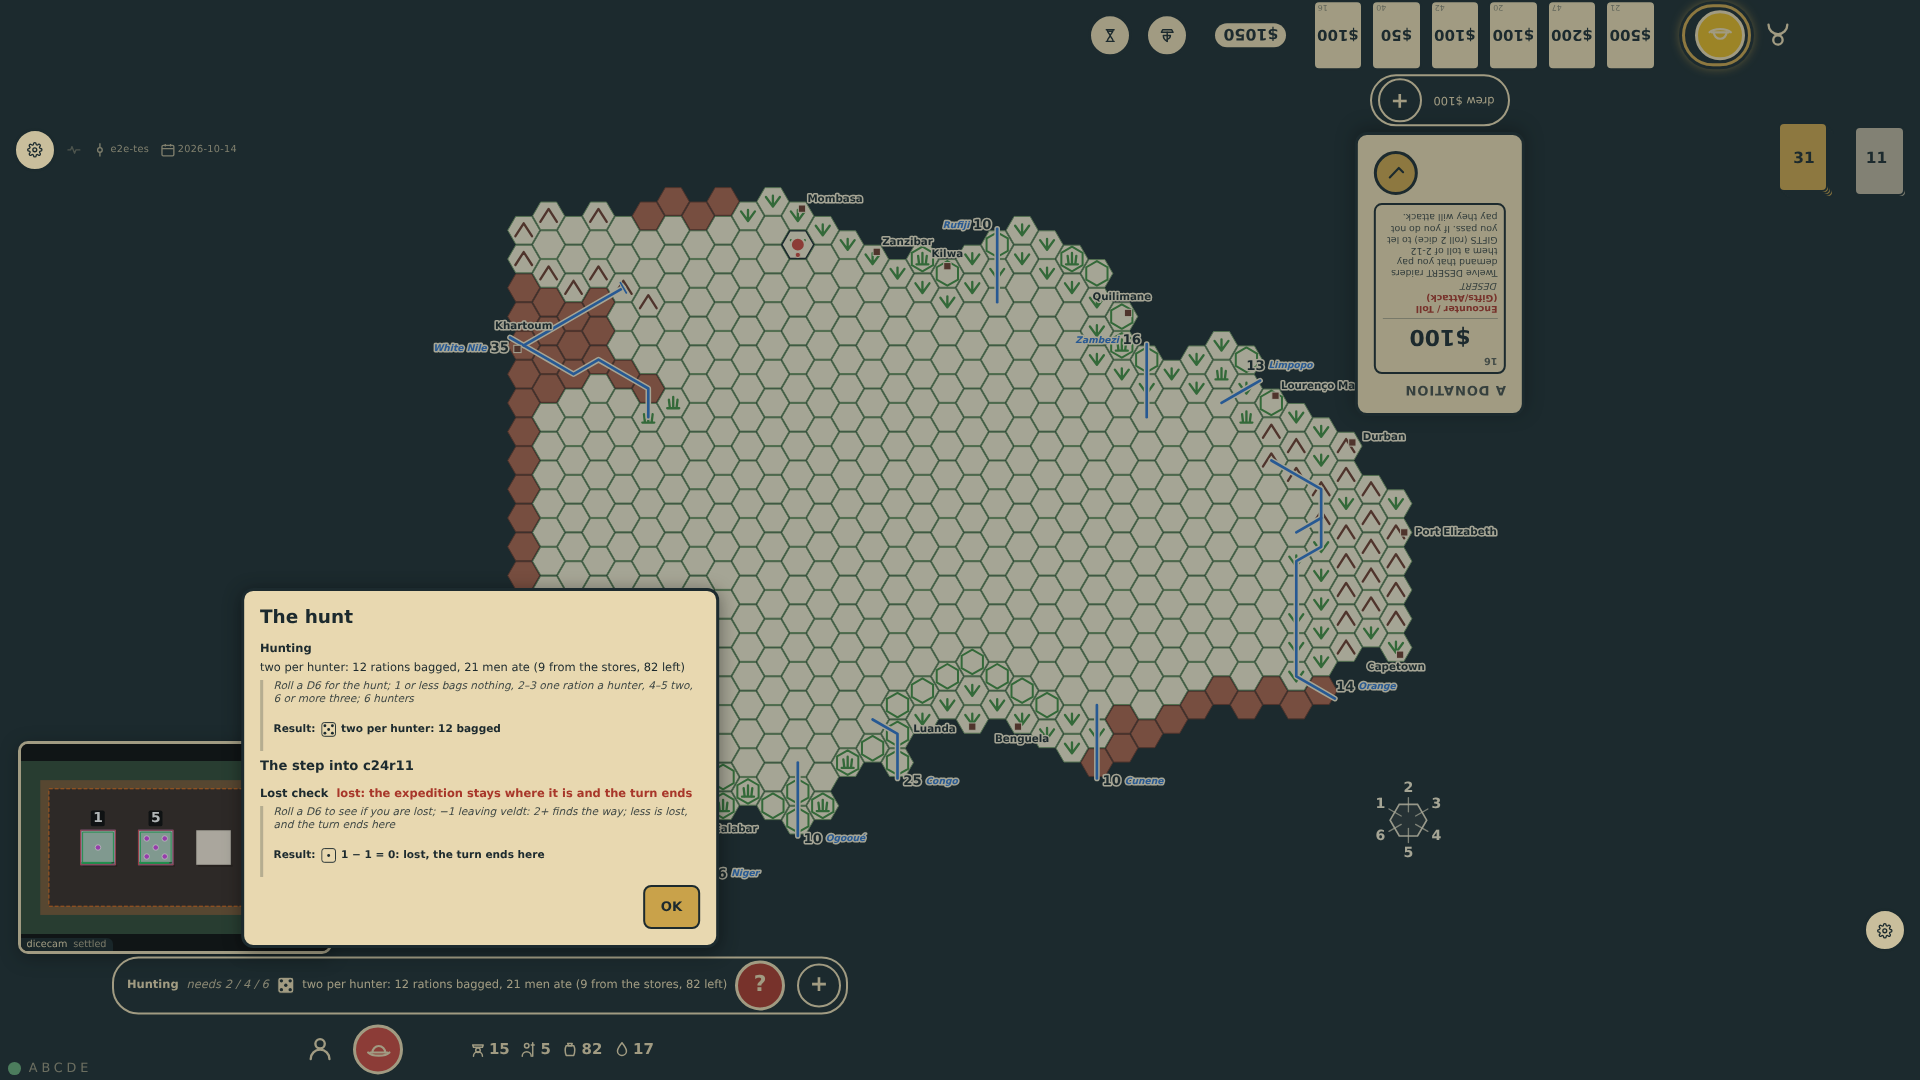 $1050
16
$100
40
$50
42
$100
20
$100
47
$200
21
$500
drew $100
e2e-tes
2026-10-14
31
11
A DONATION
16
$100
Encounter / Toll
(Gifts/Attack)
DESERT
Twelve DESERT raiders
demand that you pay
them a toll of 2-12
GIFTS (roll 2 dice) to let
you pass. If you do not
pay they will attack.
Mombasa
Zanzibar
Kilwa
Rufiji 10
Quilimane
Zambezi 16
13 Limpopo
Lourenço Ma
Durban
Port Elizabeth
Capetown
14 Orange
Khartoum
White Nile 35
Luanda
Benguela
25 Congo
10 Cunene
10 Ogooué
Niger
The hunt
Hunting
two per hunter: 12 rations bagged, 21 men ate (9 from the stores, 82 left)
Roll a D6 for the hunt; 1 or less bags nothing, 2–3 one ration a hunter, 4–5 two,
6 or more three; 6 hunters
Result: two per hunter: 12 bagged
The step into c24r11
Lost check lost: the expedition stays where it is and the turn ends
Roll a D6 to see if you are lost; −1 leaving veldt: 2+ finds the way; less is lost,
and the turn ends here
Result: 1 − 1 = 0: lost, the turn ends here
OK
1
5
dicecam settled
Hunting needs 2 / 4 / 6 two per hunter: 12 rations bagged, 21 men ate (9 from the stores, 82 left)
?
+
15 5 82 17
A B C D E
2
1 3
6 4
5